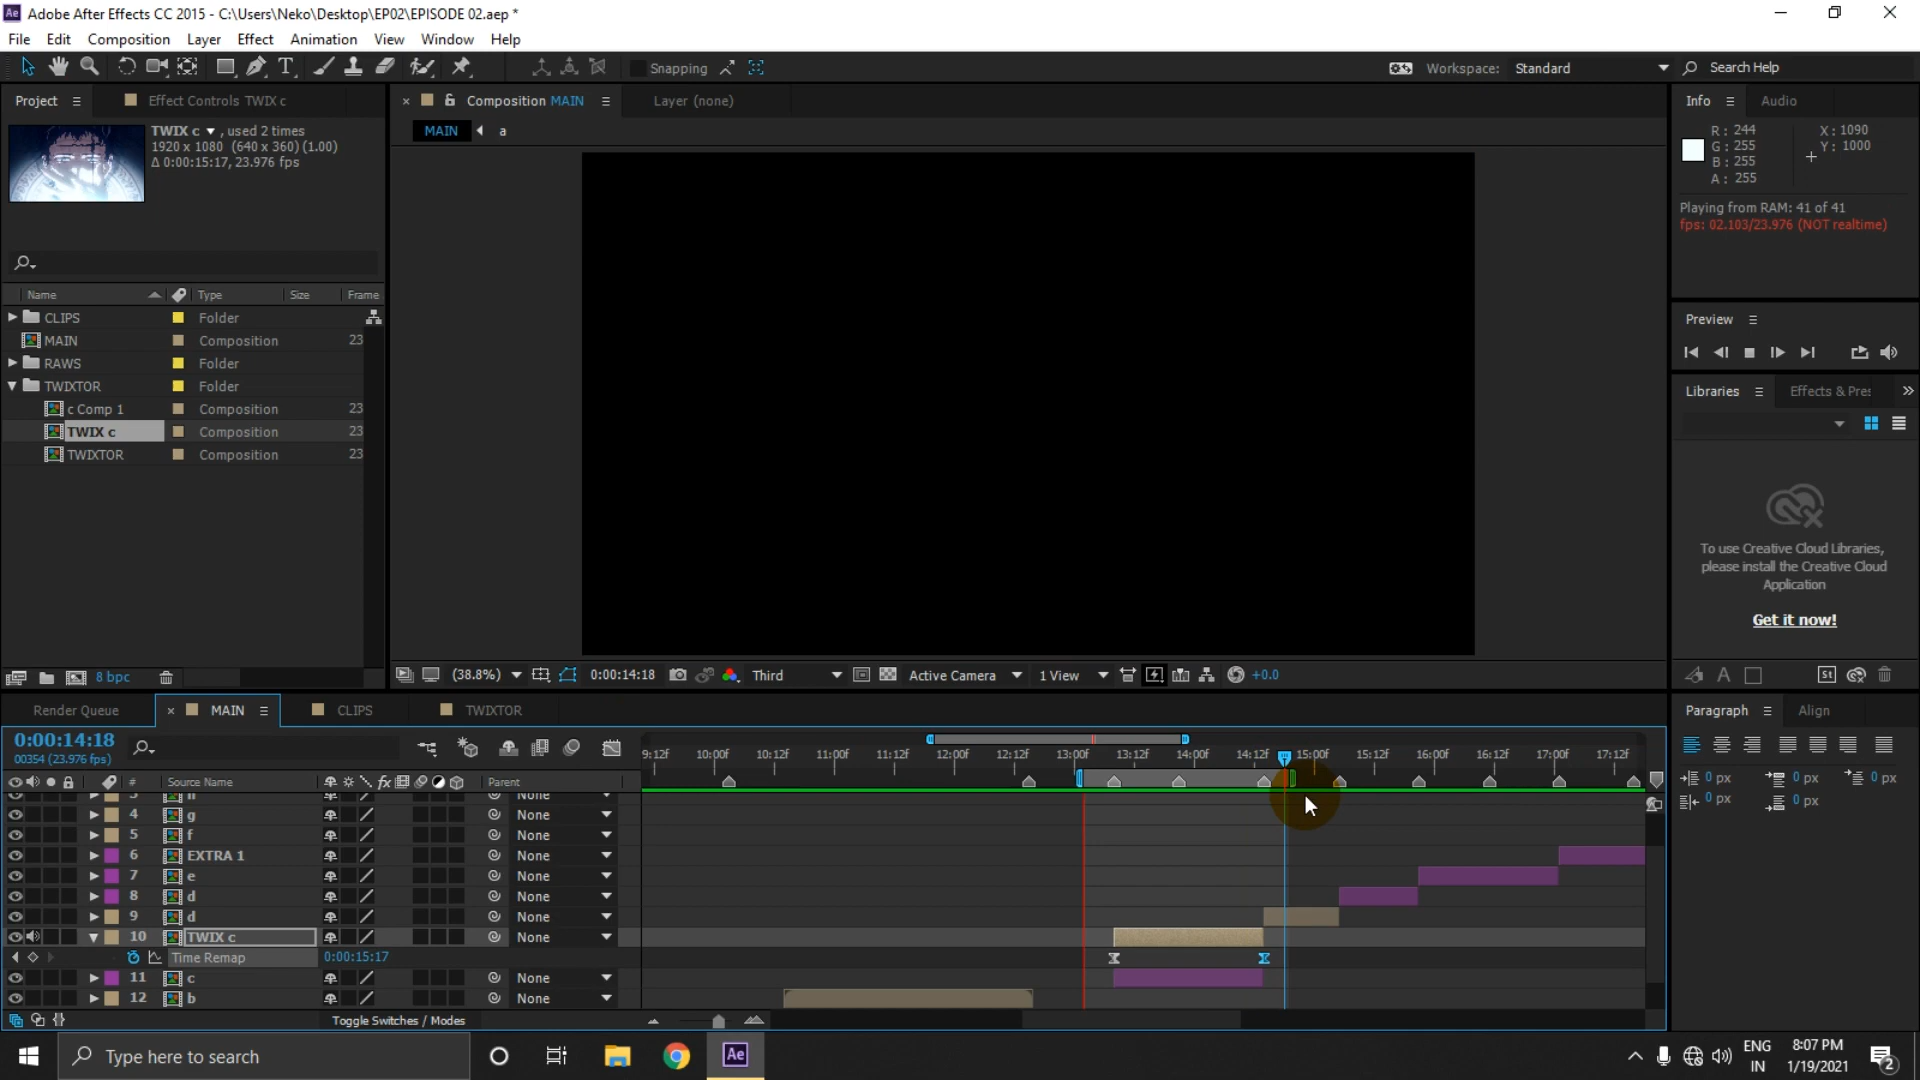 Ae Adobe After Effects CC 2015 - C:\Users\Neko\Desktop\EP02\EPISODE 02.aep *
File Edit Composition Layer Effect Animation View Window Help
T Snapping Workspace: Standard Search Help
Project Effect Controls TWIX c Composition MAIN Layer (none) Info Audio
MAIN a
TWIX c , used 2 times
1920 x 1080 (640 x 360) (1.00)
Δ 0:00:15:17, 23.976 fps
R: 244 X: 1090
G: 255 Y: 1000
B: 255
A: 255
Playing from RAM: 41 of 41
fps: 02.103/23.976 (NOT realtime)
Name Type Size Frame
CLIPS Folder
MAIN Composition 23
RAWS Folder
TWIXTOR Folder
c Comp 1 Composition 23
TWIX c Composition 23
TWIXTOR Composition 23
Preview
Libraries Effects & Pres
To use Creative Cloud Libraries,
please install the Creative Cloud
Application
Get it now!
8 bpc
(38.8%) 0:00:14:18 Third Active Camera 1 View +0.0
A St
Render Queue MAIN CLIPS TWIXTOR
Paragraph Align
0:00:14:18
00354 (23.976 fps)
9:12f 10:00f 10:12f 11:00f 11:12f 12:00f 12:12f 13:00f 13:12f 14:00f 14:12f 15:00f 15:12f 16:00f 16:12f 17:00f 17:12f
# Source Name fx Parent
None
4 g None
5 f None
6 EXTRA 1 None
7 e None
8 d None
9 d None
10 TWIX c None
Time Remap 0:00:15:17
11 c None
12 b None
Toggle Switches / Modes
0 px 0 px 0 px
0 px 0 px
Type here to search
Ae
ENG
IN
8:07 PM
1/19/2021
2